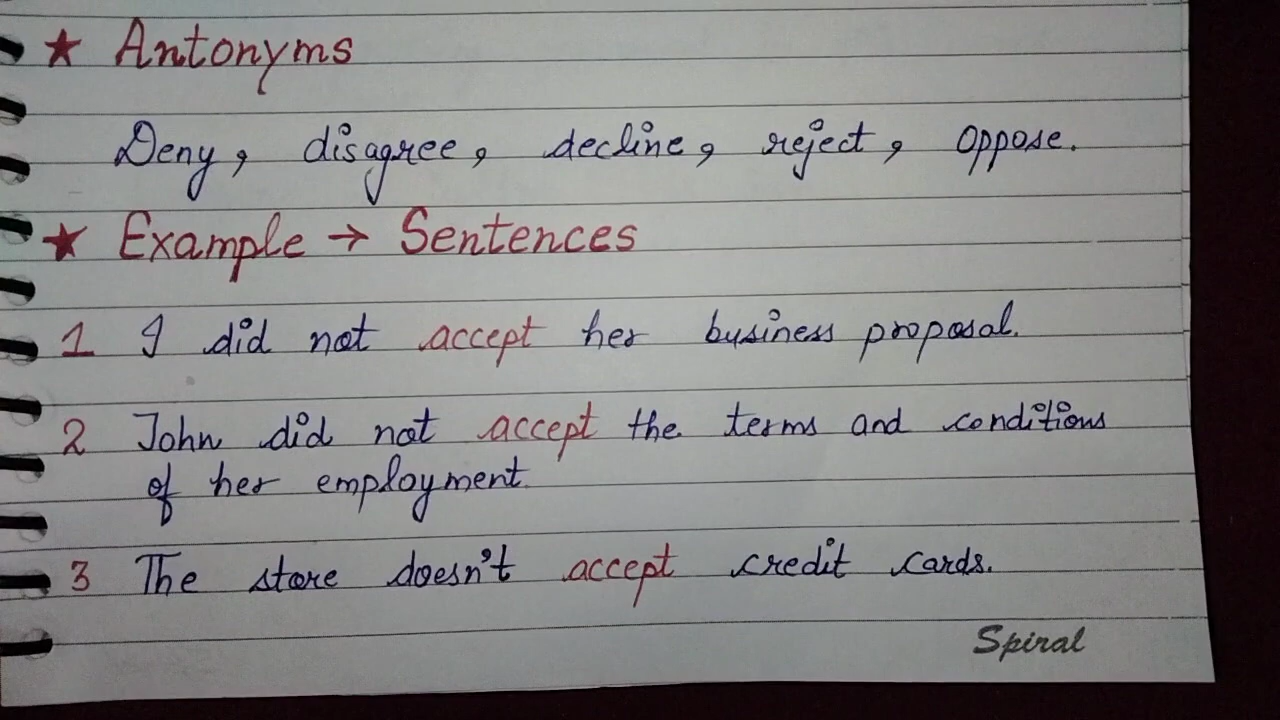 ★ Antonyms
Deny, disagree, decline, reject, oppose.
★ Example → Sentences
1 I did not accept her business proposal.
2 John did not accept the terms and conditions
of her employment
3 The store doesn't accept credit cards.
Spiral